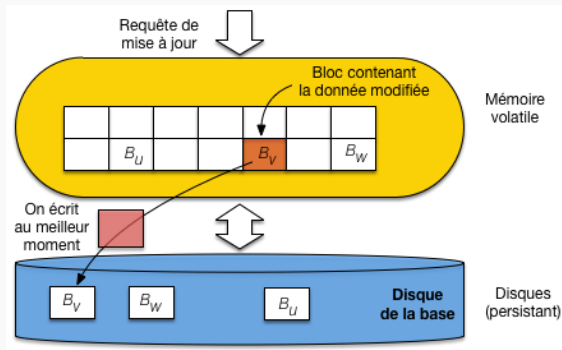 Requête de
mise à jour
Bloc contenant
la donnée modifiée
Mémoire
volatile
B_U
B_V
B_W
On écrit
au meilleur
moment
B_V
B_W
B_U
Disque
de la base
Disques
(persistant)